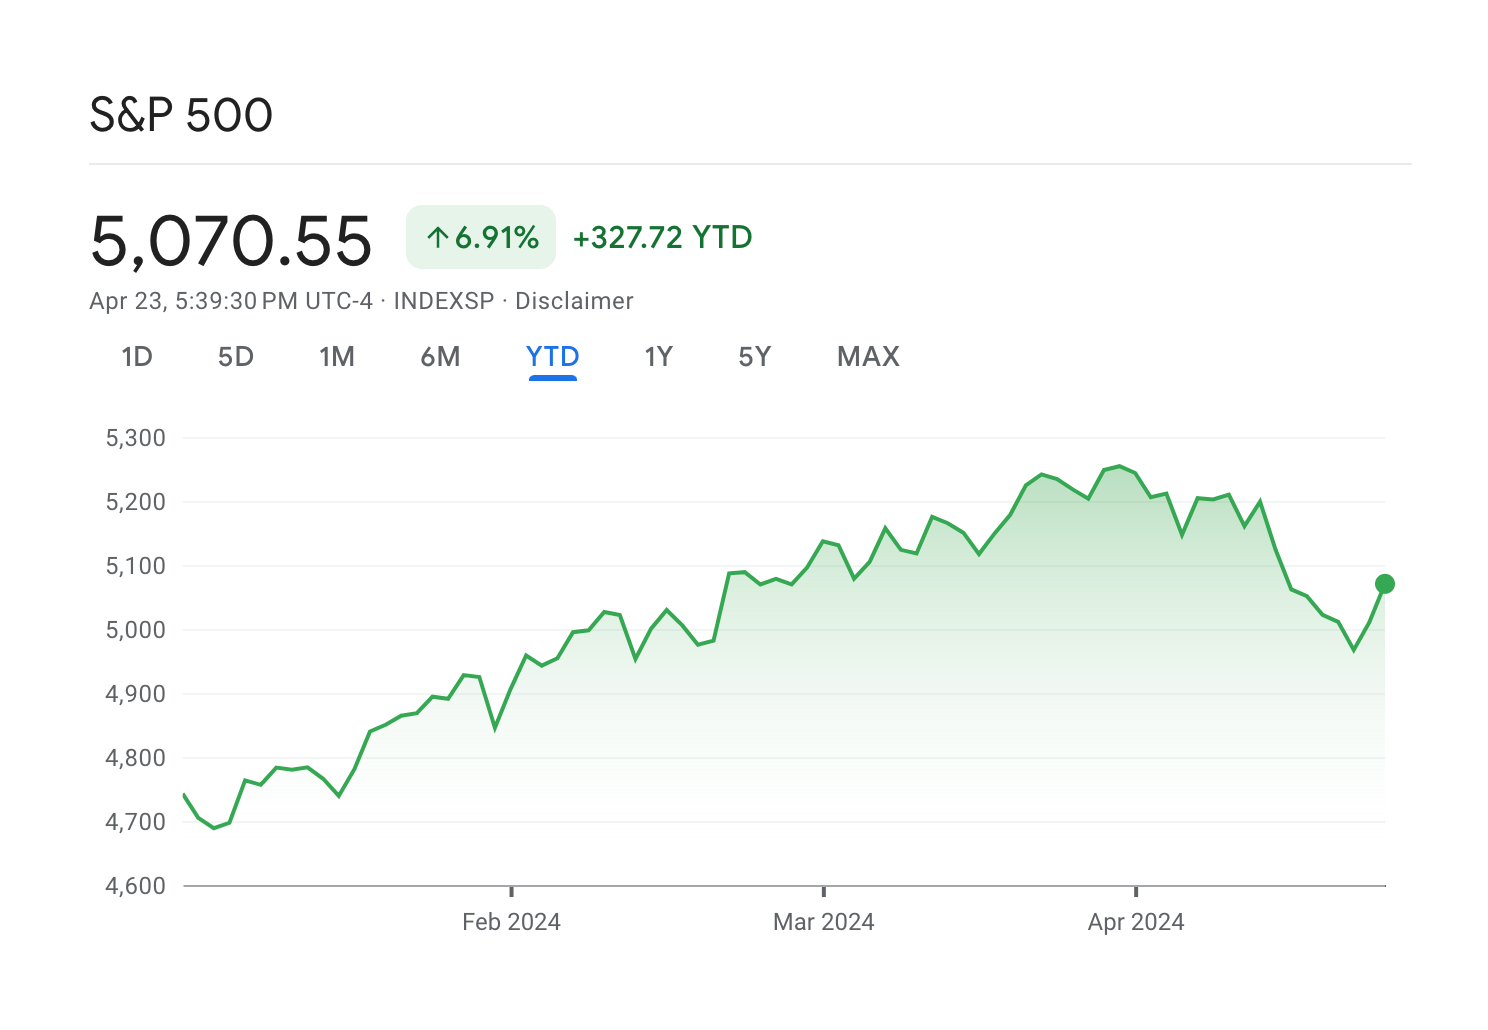 S&P 500
5,070.55 ↑6.91% +327.72 YTD
Apr 23, 5:39:30 PM UTC-4 · INDEXSP · Disclaimer
1D 5D 1M 6M YTD 1Y 5Y MAX
5,300
5,200
5,100
5,000
4,900
4,800
4,700
4,600
Feb 2024 Mar 2024 Apr 2024